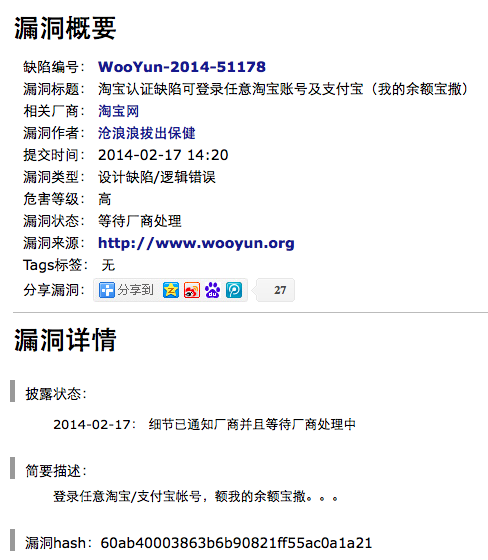 漏洞概要
缺陷编号： WooYun-2014-51178
漏洞标题： 淘宝认证缺陷可登录任意淘宝账号及支付宝（我的余额宝撒）
相关厂商： 淘宝网
漏洞作者： 沧浪浪拔出保健
提交时间： 2014-02-17 14:20
漏洞类型： 设计缺陷/逻辑错误
危害等级： 高
漏洞状态： 等待厂商处理
漏洞来源： http://www.wooyun.org
Tags标签： 无
分享漏洞： 分享到 27
漏洞详情
披露状态：
2014-02-17： 细节已通知厂商并且等待厂商处理中
简要描述：
登录任意淘宝/支付宝帐号，额我的余额宝撒。。。
漏洞hash：60ab40003863b6b90821ff55ac0a1a21